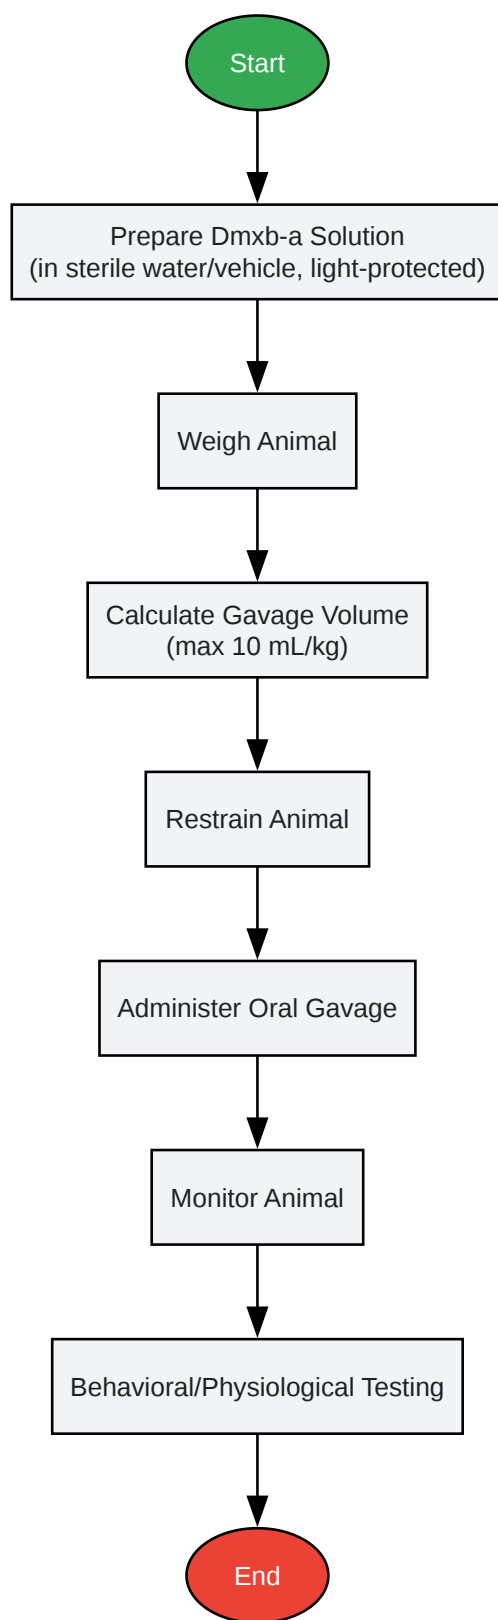 Start
Prepare Dmxb-a Solution
(in sterile water/vehicle, light-protected)
Weigh Animal
Calculate Gavage Volume
(max 10 mL/kg)
Restrain Animal
Administer Oral Gavage
Monitor Animal
Behavioral/Physiological Testing
End